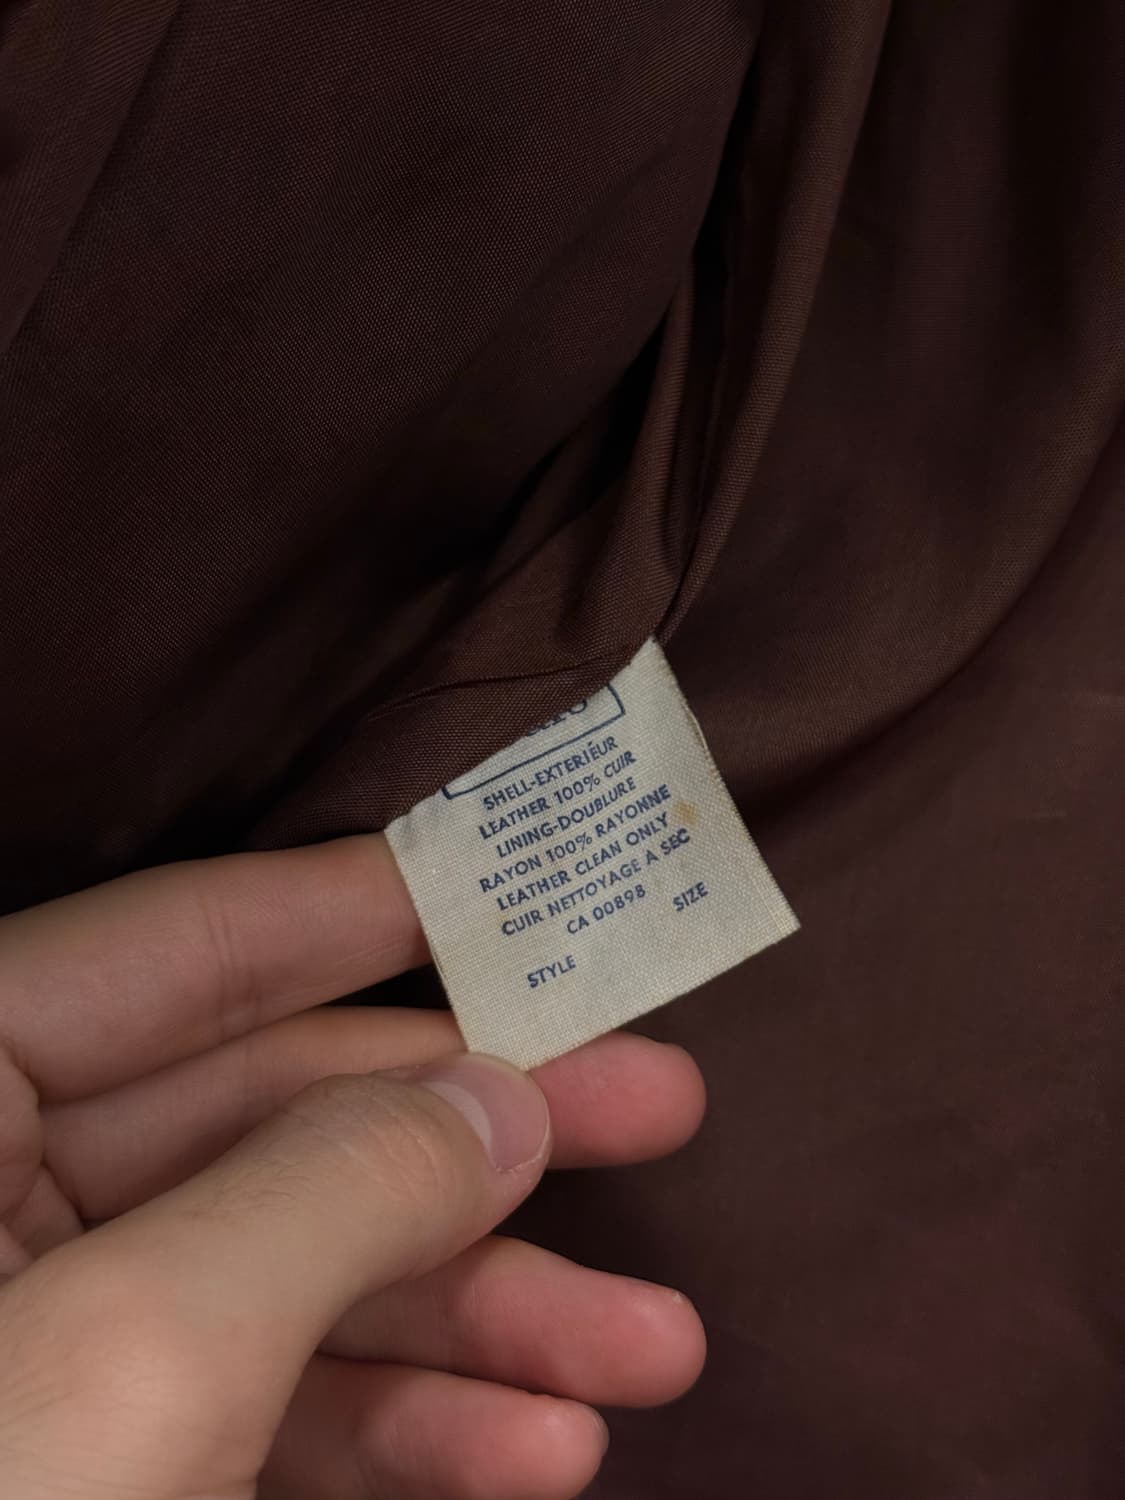 SHELL-EXTERIÉUR
LEATHER 100% CUIR
LINING-DOUBLURE
RAYON 100% RAYONNE
LEATHER CLEAN ONLY
CUIR NETTOYAGE À SEC
CA 00898
STYLE SIZE